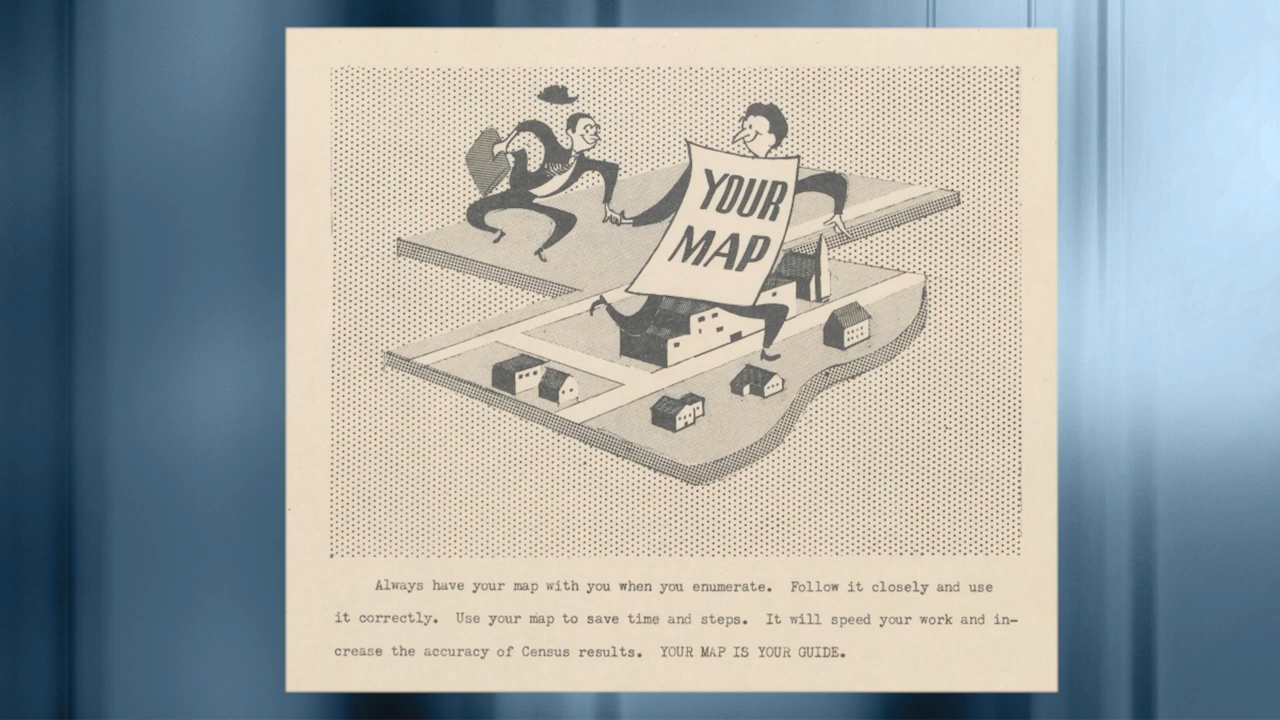 YOUR
MAP
Always have your map with you when you enumerate. Follow it closely and use
it correctly. Use your map to save time and steps. It will speed your work and in-
crease the accuracy of Census results. YOUR MAP IS YOUR GUIDE.